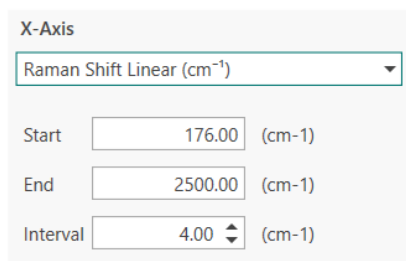 X-Axis
Raman Shift Linear (cm⁻¹)
Start 176.00 (cm-1)
End 2500.00 (cm-1)
Interval 4.00 (cm-1)